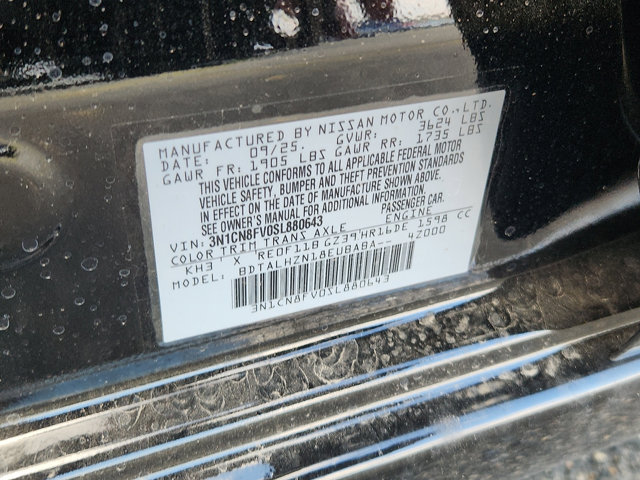 MANUFACTURED BY NISSAN MOTOR CO.,LTD.
DATE: 09/25. GVWR: 3624 LBS
GAWR FR: 1905 LBS GAWR RR: 1735 LBS
THIS VEHICLE CONFORMS TO ALL APPLICABLE FEDERAL MOTOR
VEHICLE SAFETY, BUMPER AND THEFT PREVENTION STANDARDS
IN EFFECT ON THE DATE OF MANUFACTURE SHOWN ABOVE.
SEE OWNER'S MANUAL FOR ADDITIONAL INFORMATION.
VIN: 3N1CN8FV0SL880643 PASSENGER CAR.
COLOR TRIM TRANS AXLE ENGINE
KH3 X RE0F11B GZ39 HR16DE 1598 CC
MODEL: BDTALHZN18EUBABA-- 4Z000
3N1CN8FV0SL880643